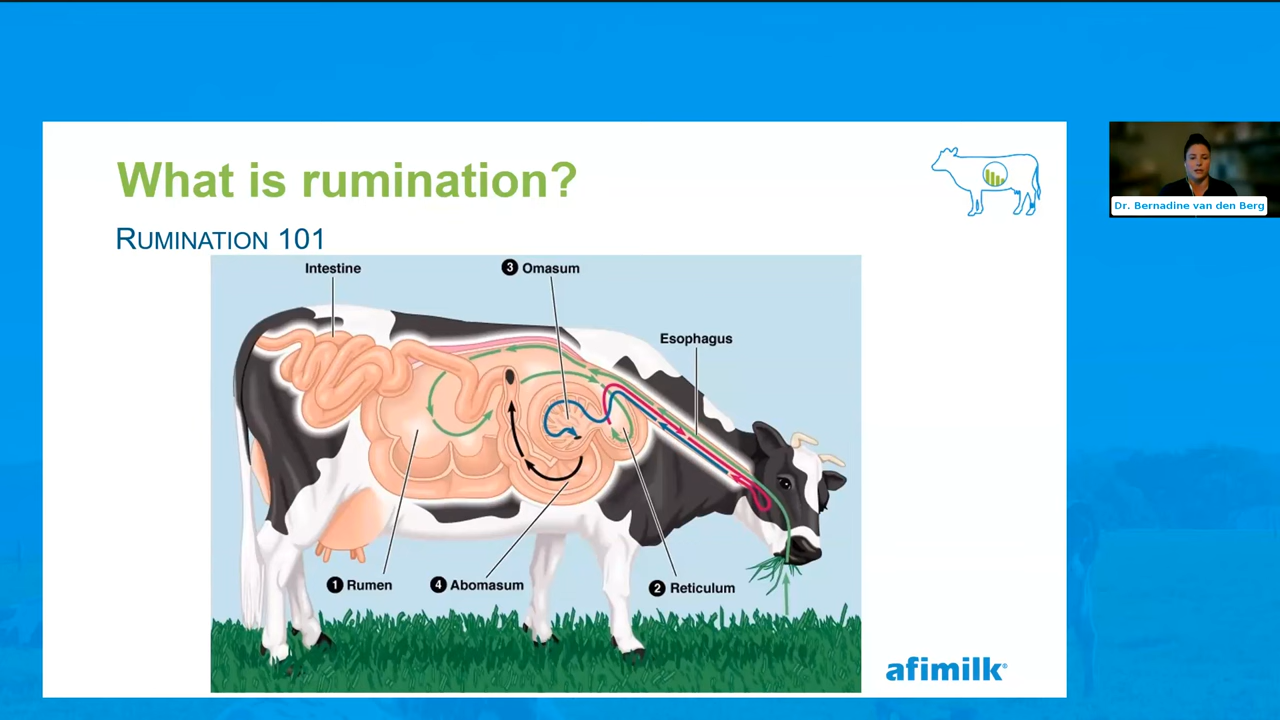 What is rumination?
RUMINATION 101
Intestine
3 Omasum
Esophagus
1 Rumen
4 Abomasum
2 Reticulum
afimilk®
Dr. Bernadine van den Berg